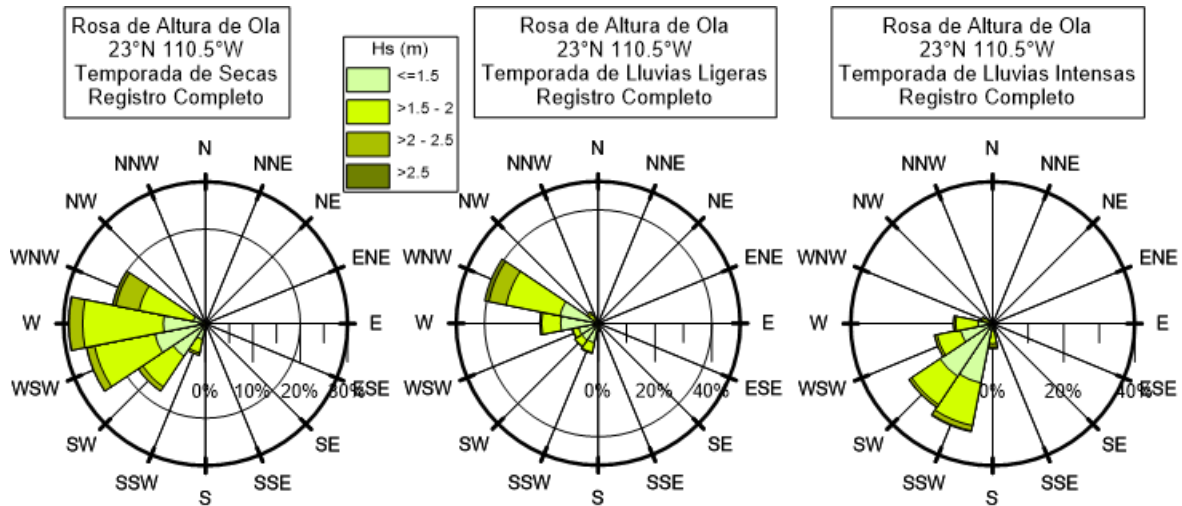 Rosa de Altura de Ola
23°N 110.5°W
Temporada de Secas
Registro Completo
Hs (m)
<=1.5
>1.5 - 2
>2 - 2.5
>2.5
Rosa de Altura de Ola
23°N 110.5°W
Temporada de Lluvias Ligeras
Registro Completo
Rosa de Altura de Ola
23°N 110.5°W
Temporada de Lluvias Intensas
Registro Completo
N
NNE
NE
ENE
E
ESE
SE
SSE
S
SSW
SW
WSW
W
WNW
NW
NNW
0% 10% 20% 30%
N
NNE
NE
ENE
E
ESE
SE
SSE
S
SSW
SW
WSW
W
WNW
NW
NNW
0% 20% 40%
N
NNE
NE
ENE
E
ESE
SE
SSE
S
SSW
SW
WSW
W
WNW
NW
NNW
0% 20% 40%